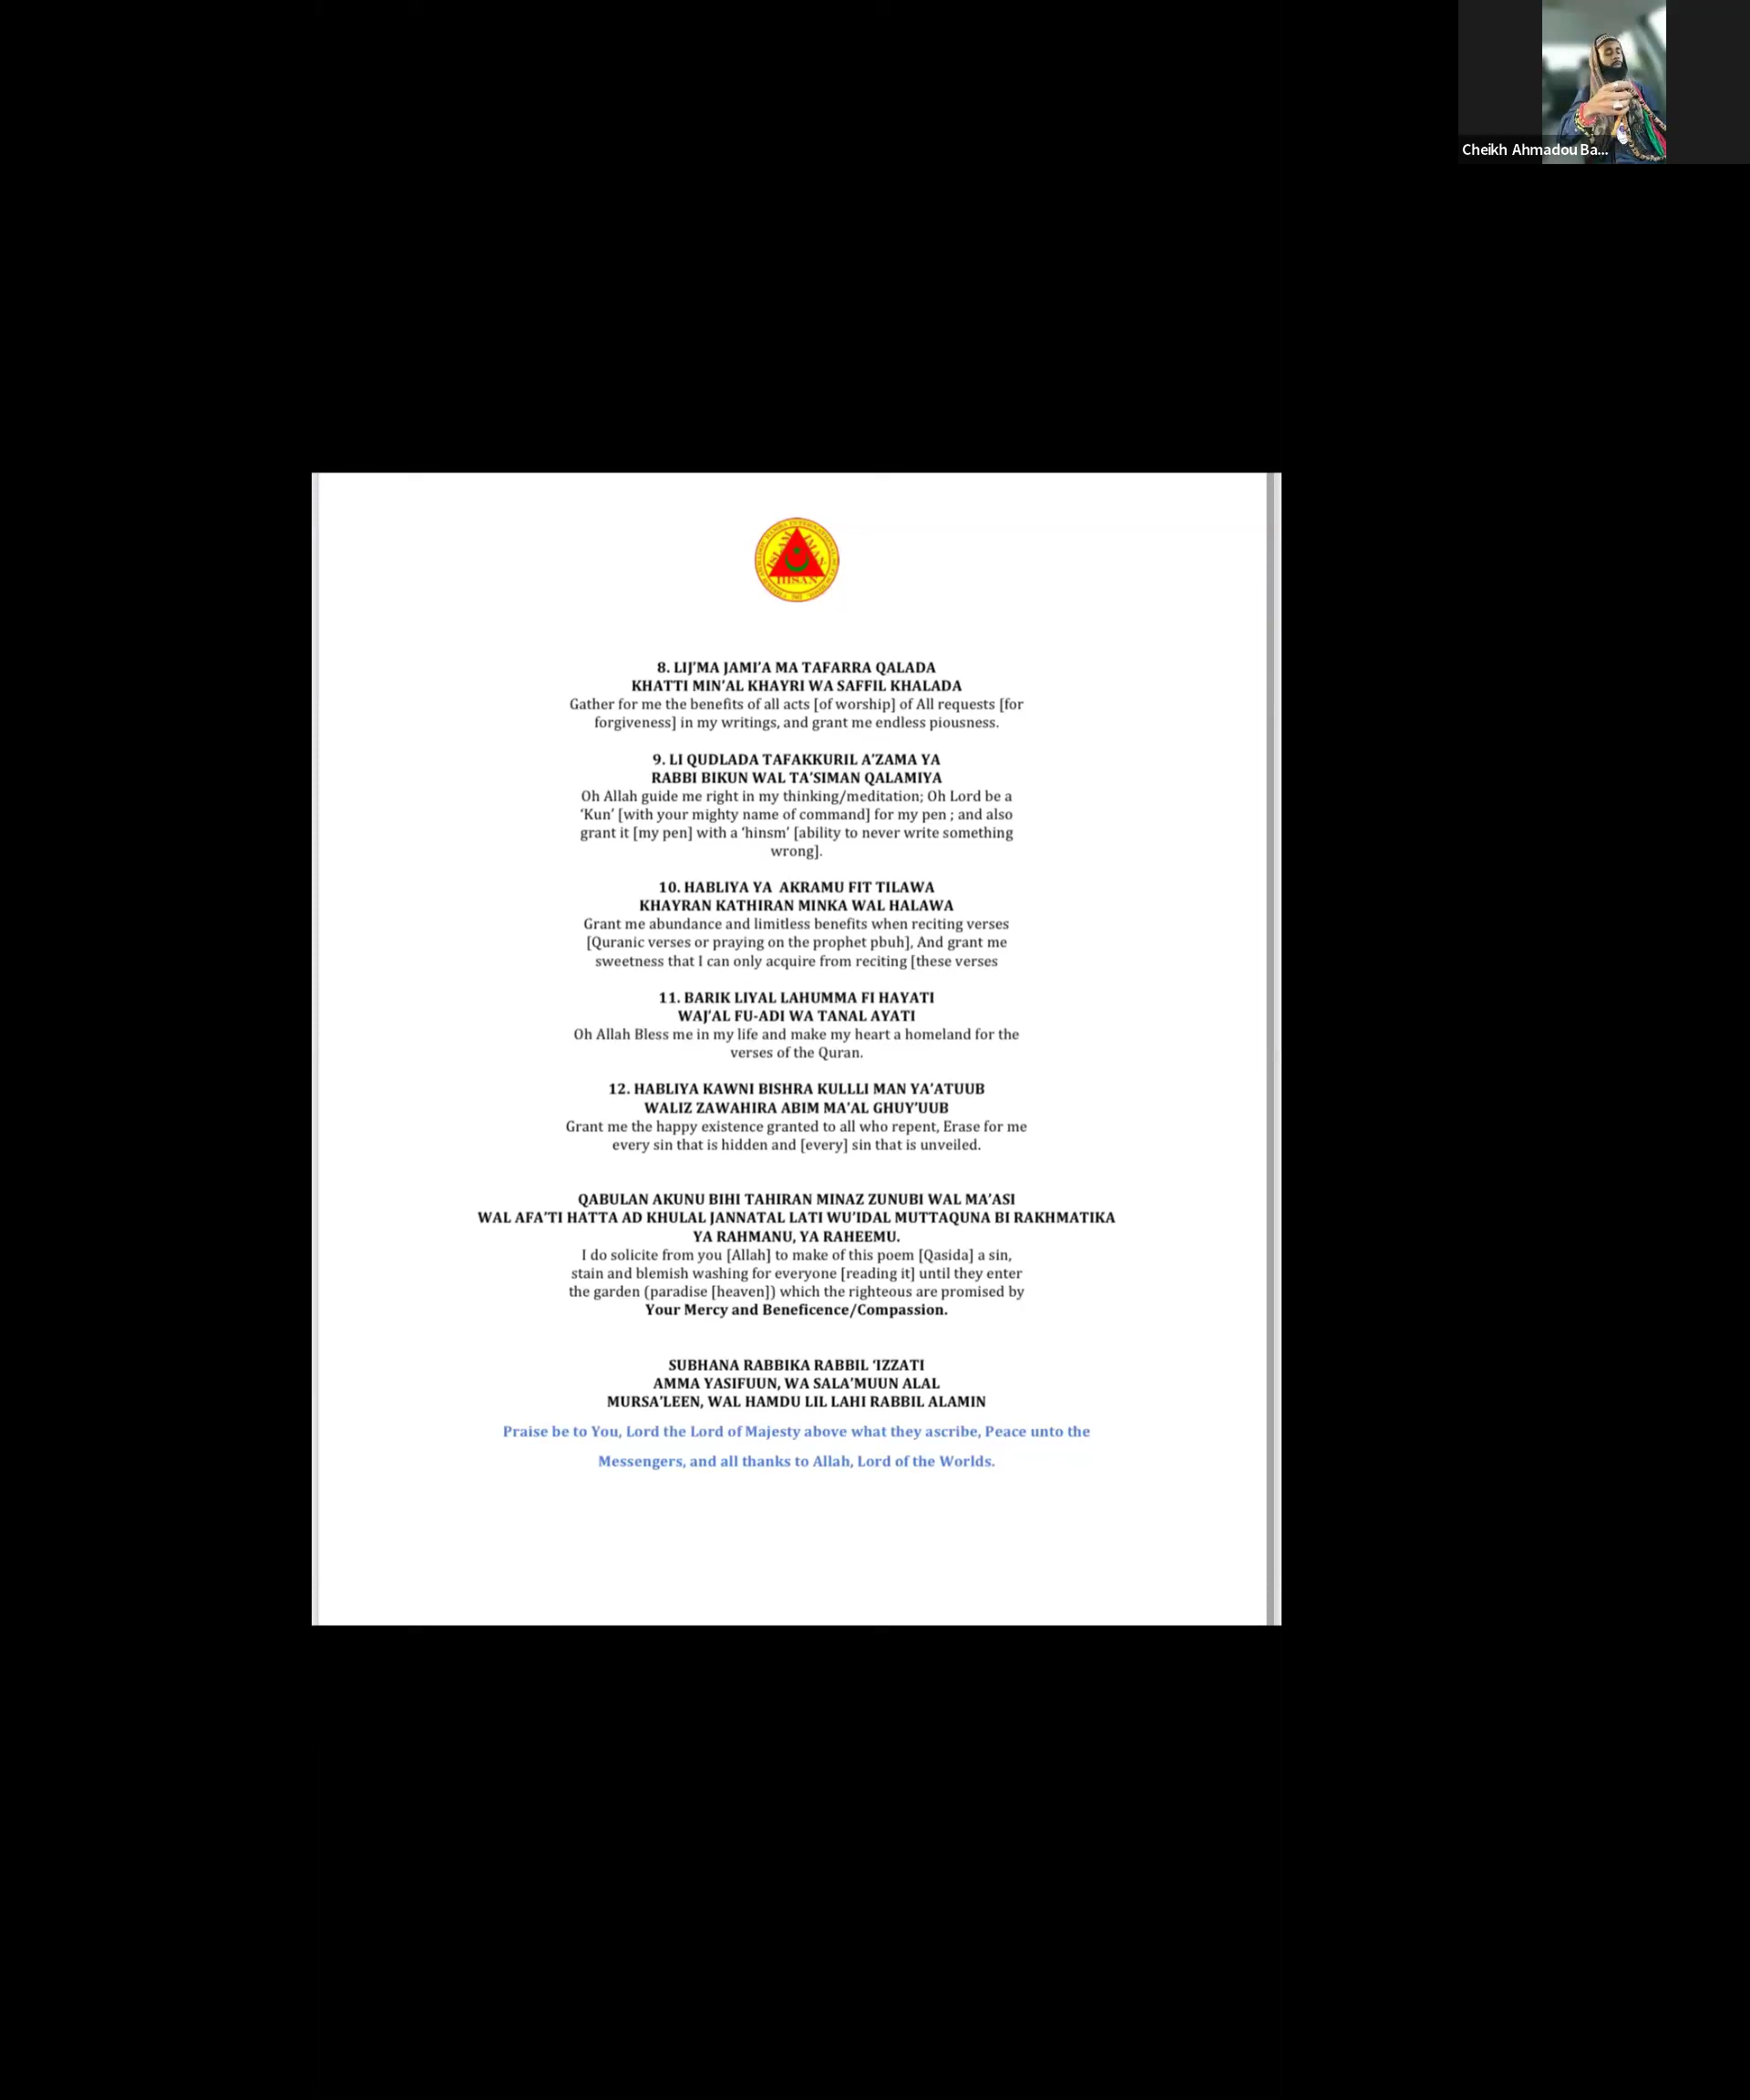 Cheikh Ahmadou Ba...
ISLAM
IMAN
IHSAN
8. LIJ'MA JAMI'A MA TAFARRA QALADA
KHATTI MIN'AL KHAYRI WA SAFFIL KHALADA
Gather for me the benefits of all acts [of worship] of All requests [for
forgiveness] in my writings, and grant me endless piousness.
9. LI QUDLADA TAFAKKURIL A'ZAMA YA
RABBI BIKUN WAL TA'SIMAN QALAMIYA
Oh Allah guide me right in my thinking/meditation; Oh Lord be a
‘Kun’ [with your mighty name of command] for my pen ; and also
grant it [my pen] with a ‘hinsm’ [ability to never write something
wrong].
10. HABLIYA YA  AKRAMU FIT TILAWA
KHAYRAN KATHIRAN MINKA WAL HALAWA
Grant me abundance and limitless benefits when reciting verses
[Quranic verses or praying on the prophet pbuh], And grant me
sweetness that I can only acquire from reciting [these verses
11. BARIK LIYAL LAHUMMA FI HAYATI
WAJ'AL FU-ADI WA TANAL AYATI
Oh Allah Bless me in my life and make my heart a homeland for the
verses of the Quran.
12. HABLIYA KAWNI BISHRA KULLLI MAN YA'ATUUB
WALIZ ZAWAHIRA ABIM MA'AL GHUY'UUB
Grant me the happy existence granted to all who repent, Erase for me
every sin that is hidden and [every] sin that is unveiled.
QABULAN AKUNU BIHI TAHIRAN MINAZ ZUNUBI WAL MA'ASI
WAL AFA'TI HATTA AD KHULAL JANNATAL LATI WU'IDAL MUTTAQUNA BI RAKHMATIKA
YA RAHMANU, YA RAHEEMU.
I do solicite from you [Allah] to make of this poem [Qasida] a sin,
stain and blemish washing for everyone [reading it] until they enter
the garden (paradise [heaven]) which the righteous are promised by
Your Mercy and Beneficence/Compassion.
SUBHANA RABBIKA RABBIL ‘IZZATI
AMMA YASIFUUN, WA SALA'MUUN ALAL
MURSA'LEEN, WAL HAMDU LIL LAHI RABBIL ALAMIN
Praise be to You, Lord the Lord of Majesty above what they ascribe, Peace unto the
Messengers, and all thanks to Allah, Lord of the Worlds.